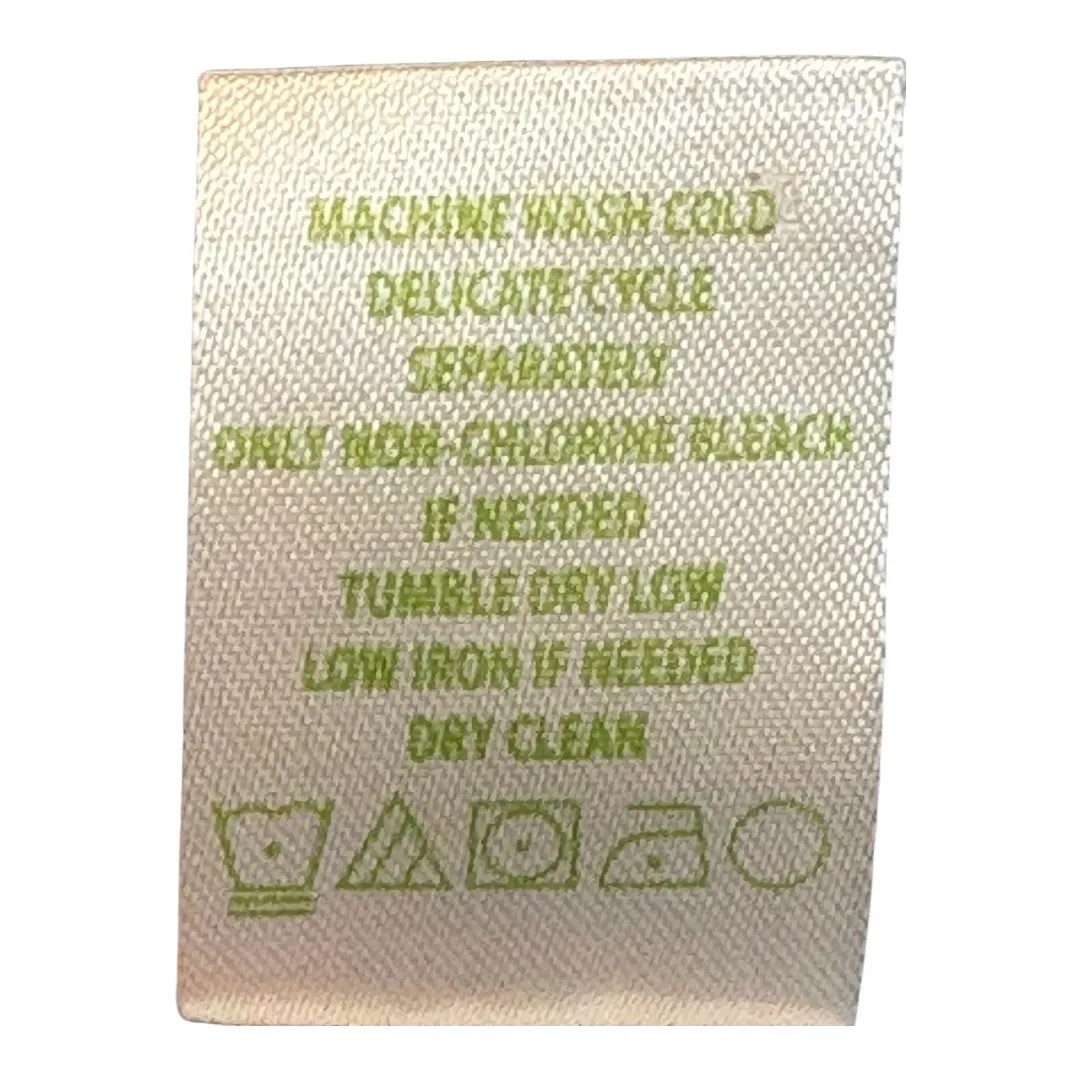 MACHINE WASH COLD
DELICATE CYCLE
SEPARATELY
ONLY NON-CHLORINE BLEACH
IF NEEDED
TUMBLE DRY LOW
LOW IRON IF NEEDED
DRY CLEAN